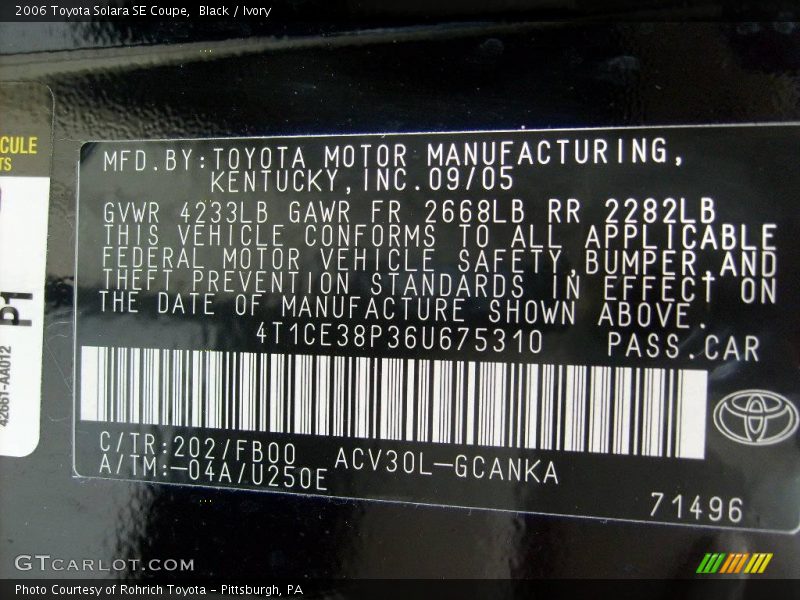 2006 Toyota Solara SE Coupe, Black / Ivory
CULE
TS
P1
42661-AA012
MFD.BY:TOYOTA MOTOR MANUFACTURING,
KENTUCKY,INC.09/05
GVWR 4233LB GAWR FR 2668LB RR 2282LB
THIS VEHICLE CONFORMS TO ALL APPLICABLE
FEDERAL MOTOR VEHICLE SAFETY,BUMPER,AND
THEFT PREVENTION STANDARDS IN EFFECT ON
THE DATE OF MANUFACTURE SHOWN ABOVE.
4T1CE38P36U675310 PASS.CAR
C/TR:202/FB00 ACV30L-GCANKA
A/TM:-04A/U250E
71496
GTCARLOT.COM
Photo Courtesy of Rohrich Toyota - Pittsburgh, PA